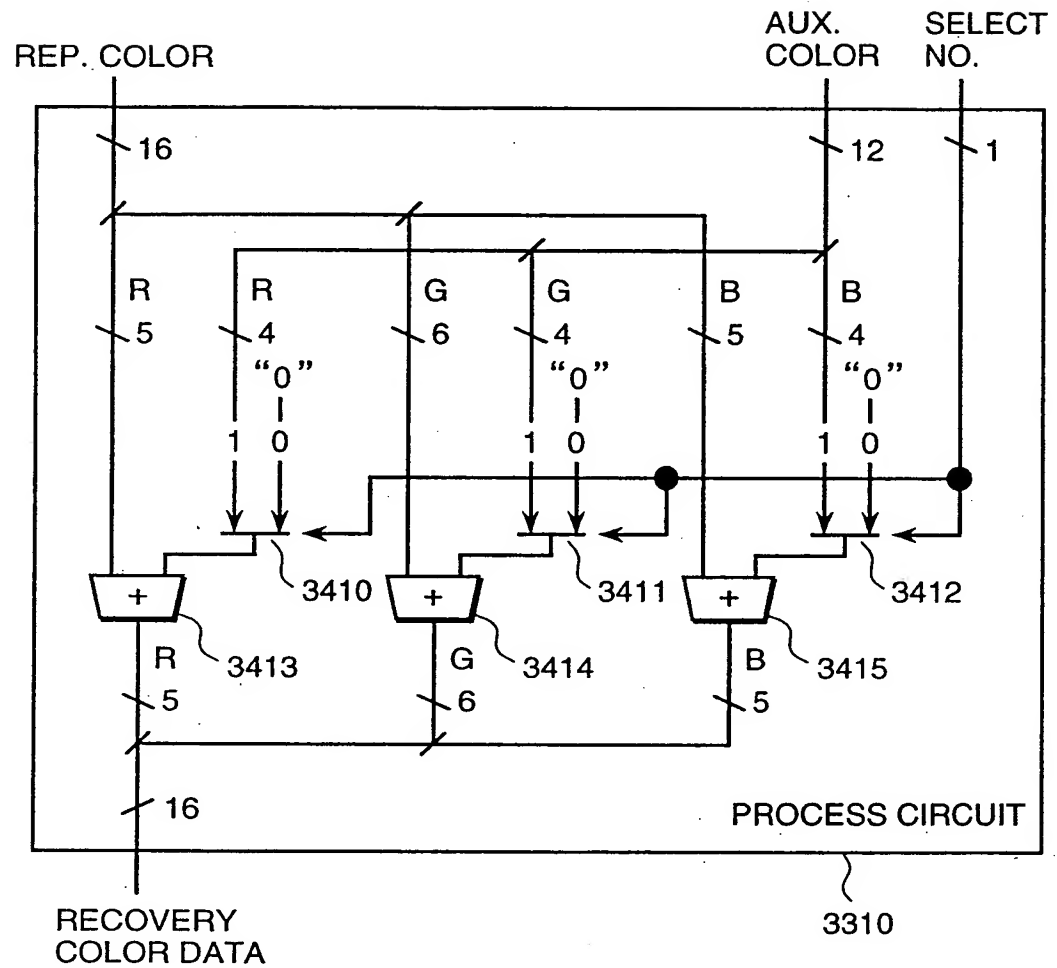 REP. COLOR
AUX.
COLOR
SELECT
NO.
16
12
1
R
R
G
G
B
B
5
4
6
4
5
4
“0”
“0”
“0”
1
0
1
0
1
0
3410
3411
3412
+
+
+
3413
3414
3415
R
G
B
5
6
5
16
PROCESS CIRCUIT
3310
RECOVERY
COLOR DATA